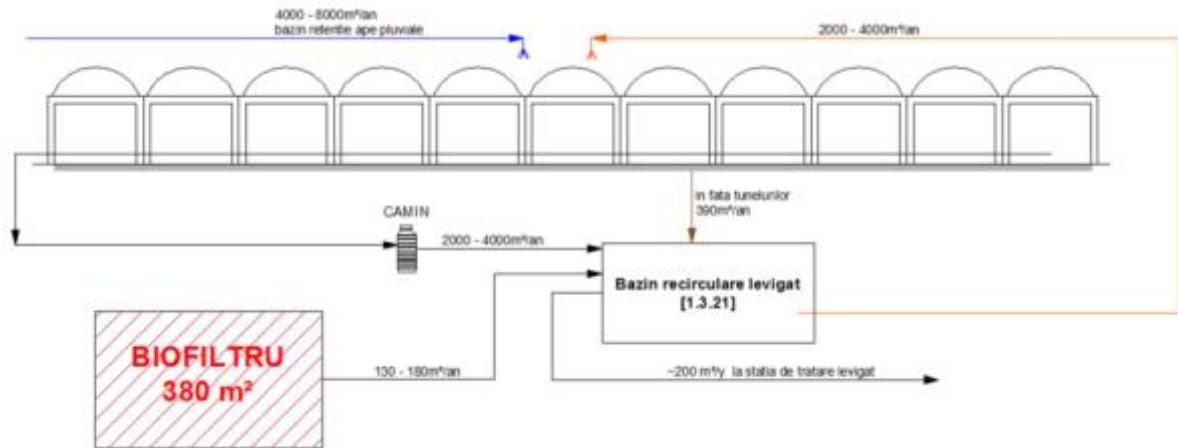 4000 - 8000m³/an
bazin retentie ape pluviale
2000 - 4000m³/an
in fata tunelurilor
390m³/an
CAMIN
2000 - 4000m³/an
Bazin recirculare levigat
[1.3.21]
BIOFILTRU
380 m²
130 - 180m³/an
~200 m³/y la statia de tratare levigat